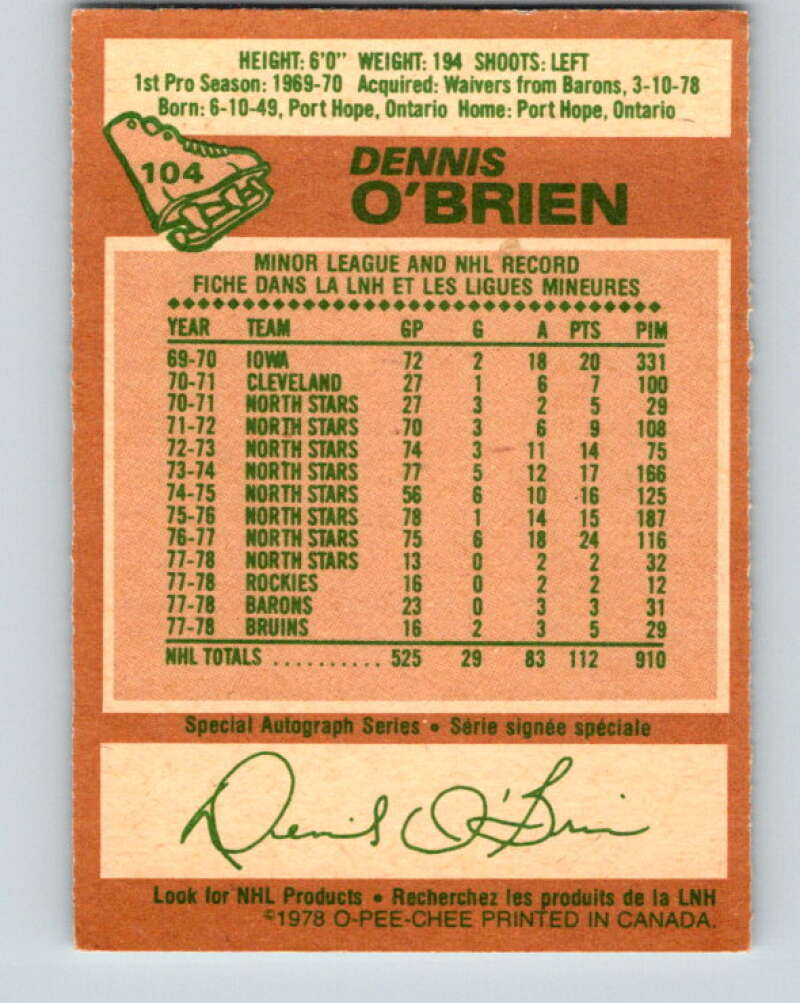 HEIGHT: 6'0" WEIGHT: 194 SHOOTS: LEFT
1st Pro Season: 1969-70 Acquired: Waivers from Barons, 3-10-78
Born: 6-10-49, Port Hope, Ontario Home: Port Hope, Ontario
104
DENNIS
O'BRIEN
MINOR LEAGUE AND NHL RECORD
FICHE DANS LA LNH ET LES LIGUES MINEURES
YEAR TEAM GP G A PTS PIM
69-70 IOWA 72 2 18 20 331
70-71 CLEVELAND 27 1 6 7 100
70-71 NORTH STARS 27 3 2 5 29
71-72 NORTH STARS 70 3 6 9 108
72-73 NORTH STARS 74 3 11 14 75
73-74 NORTH STARS 77 5 12 17 166
74-75 NORTH STARS 56 6 10 16 125
75-76 NORTH STARS 78 1 14 15 187
76-77 NORTH STARS 75 6 18 24 116
77-78 NORTH STARS 13 0 2 2 32
77-78 ROCKIES 16 0 2 2 12
77-78 BARONS 23 0 3 3 31
77-78 BRUINS 16 2 3 5 29
NHL TOTALS .......... 525 29 83 112 910
Special Autograph Series • Série signée spéciale
Dennis O'Brien
Look for NHL Products • Recherchez les produits de la LNH
©1978 O-PEE-CHEE PRINTED IN CANADA.